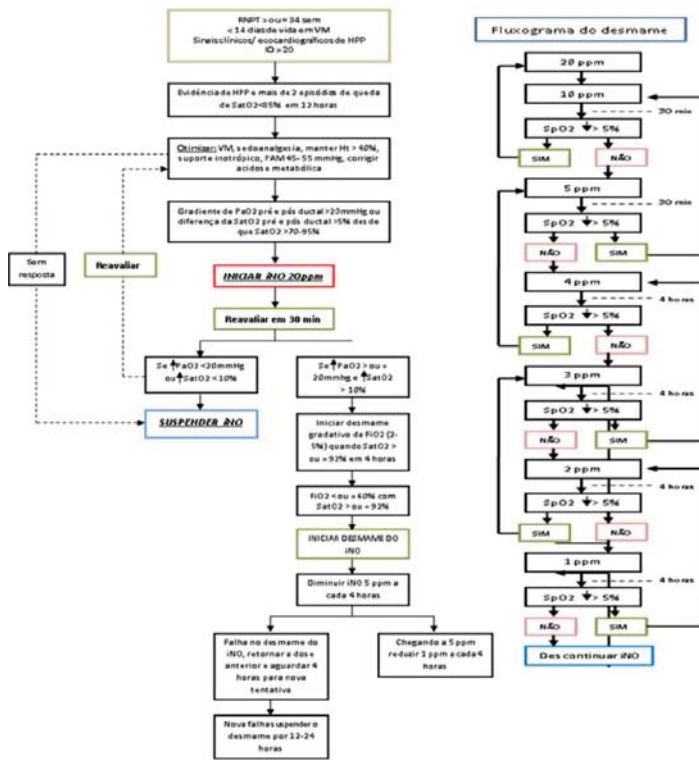 RNPT > ou = 34 sem
< 14 dias de vida em VM
Sinais clínicos/ ecocardiográficos de HPP
IO > 20
Evidência de HPP e mais de 2 episódios de queda
de SatO2<85% em 12 horas
Otimizar: VM, sedoanalgesia, manter Ht > 40%,
suporte inotrópico, PAM 45-55 mmHg, corrigir
acidose metabólica
Gradiente de PaO2 pré e pós ductal >20mmHg ou
diferença da SatO2 pré e pós ductal >5% des de
que SatO2 >70-95%
Sem
resposta
Reavaliar
INICIAR iNO 20ppm
Reavaliar em 30 min
Se ↑PaO2 <20mmHg
ou ↑SatO2 <10%
Se ↑PaO2 > ou =
20mmhg e ↑SatO2
> 10%
SUSPENDER iNO
Iniciar desmame
gradativo da FiO2 (2-
5%) quando SatO2 >
ou = 92% em 4 horas
FiO2 < ou = 60% com
SatO2 > ou = 92%
INICIAR DESMAME DO
iNO
Diminuir iNO 5 ppm a
cada 4 horas
Falha no desmame do
iNO, retornar a dose
anterior e aguardar 4
horas para nova
tentativa
Chegando a 5 ppm
reduzir 1 ppm a cada 4
horas
Nova falha suspender o
desmame por 12-24
horas
Fluxograma do desmame
20 ppm
10 ppm
30 min
SpO2 ↓> 5%
SIM
NÃO
5 ppm
30 min
SpO2 ↓> 5%
NÃO
SIM
4 ppm
4 horas
SpO2 ↓> 5%
SIM
NÃO
3 ppm
4 horas
SpO2 ↓> 5%
NÃO
SIM
2 ppm
4 horas
SpO2 ↓> 5%
SIM
NÃO
1 ppm
4 horas
SpO2 ↓> 5%
NÃO
SIM
Descontinuar iNO